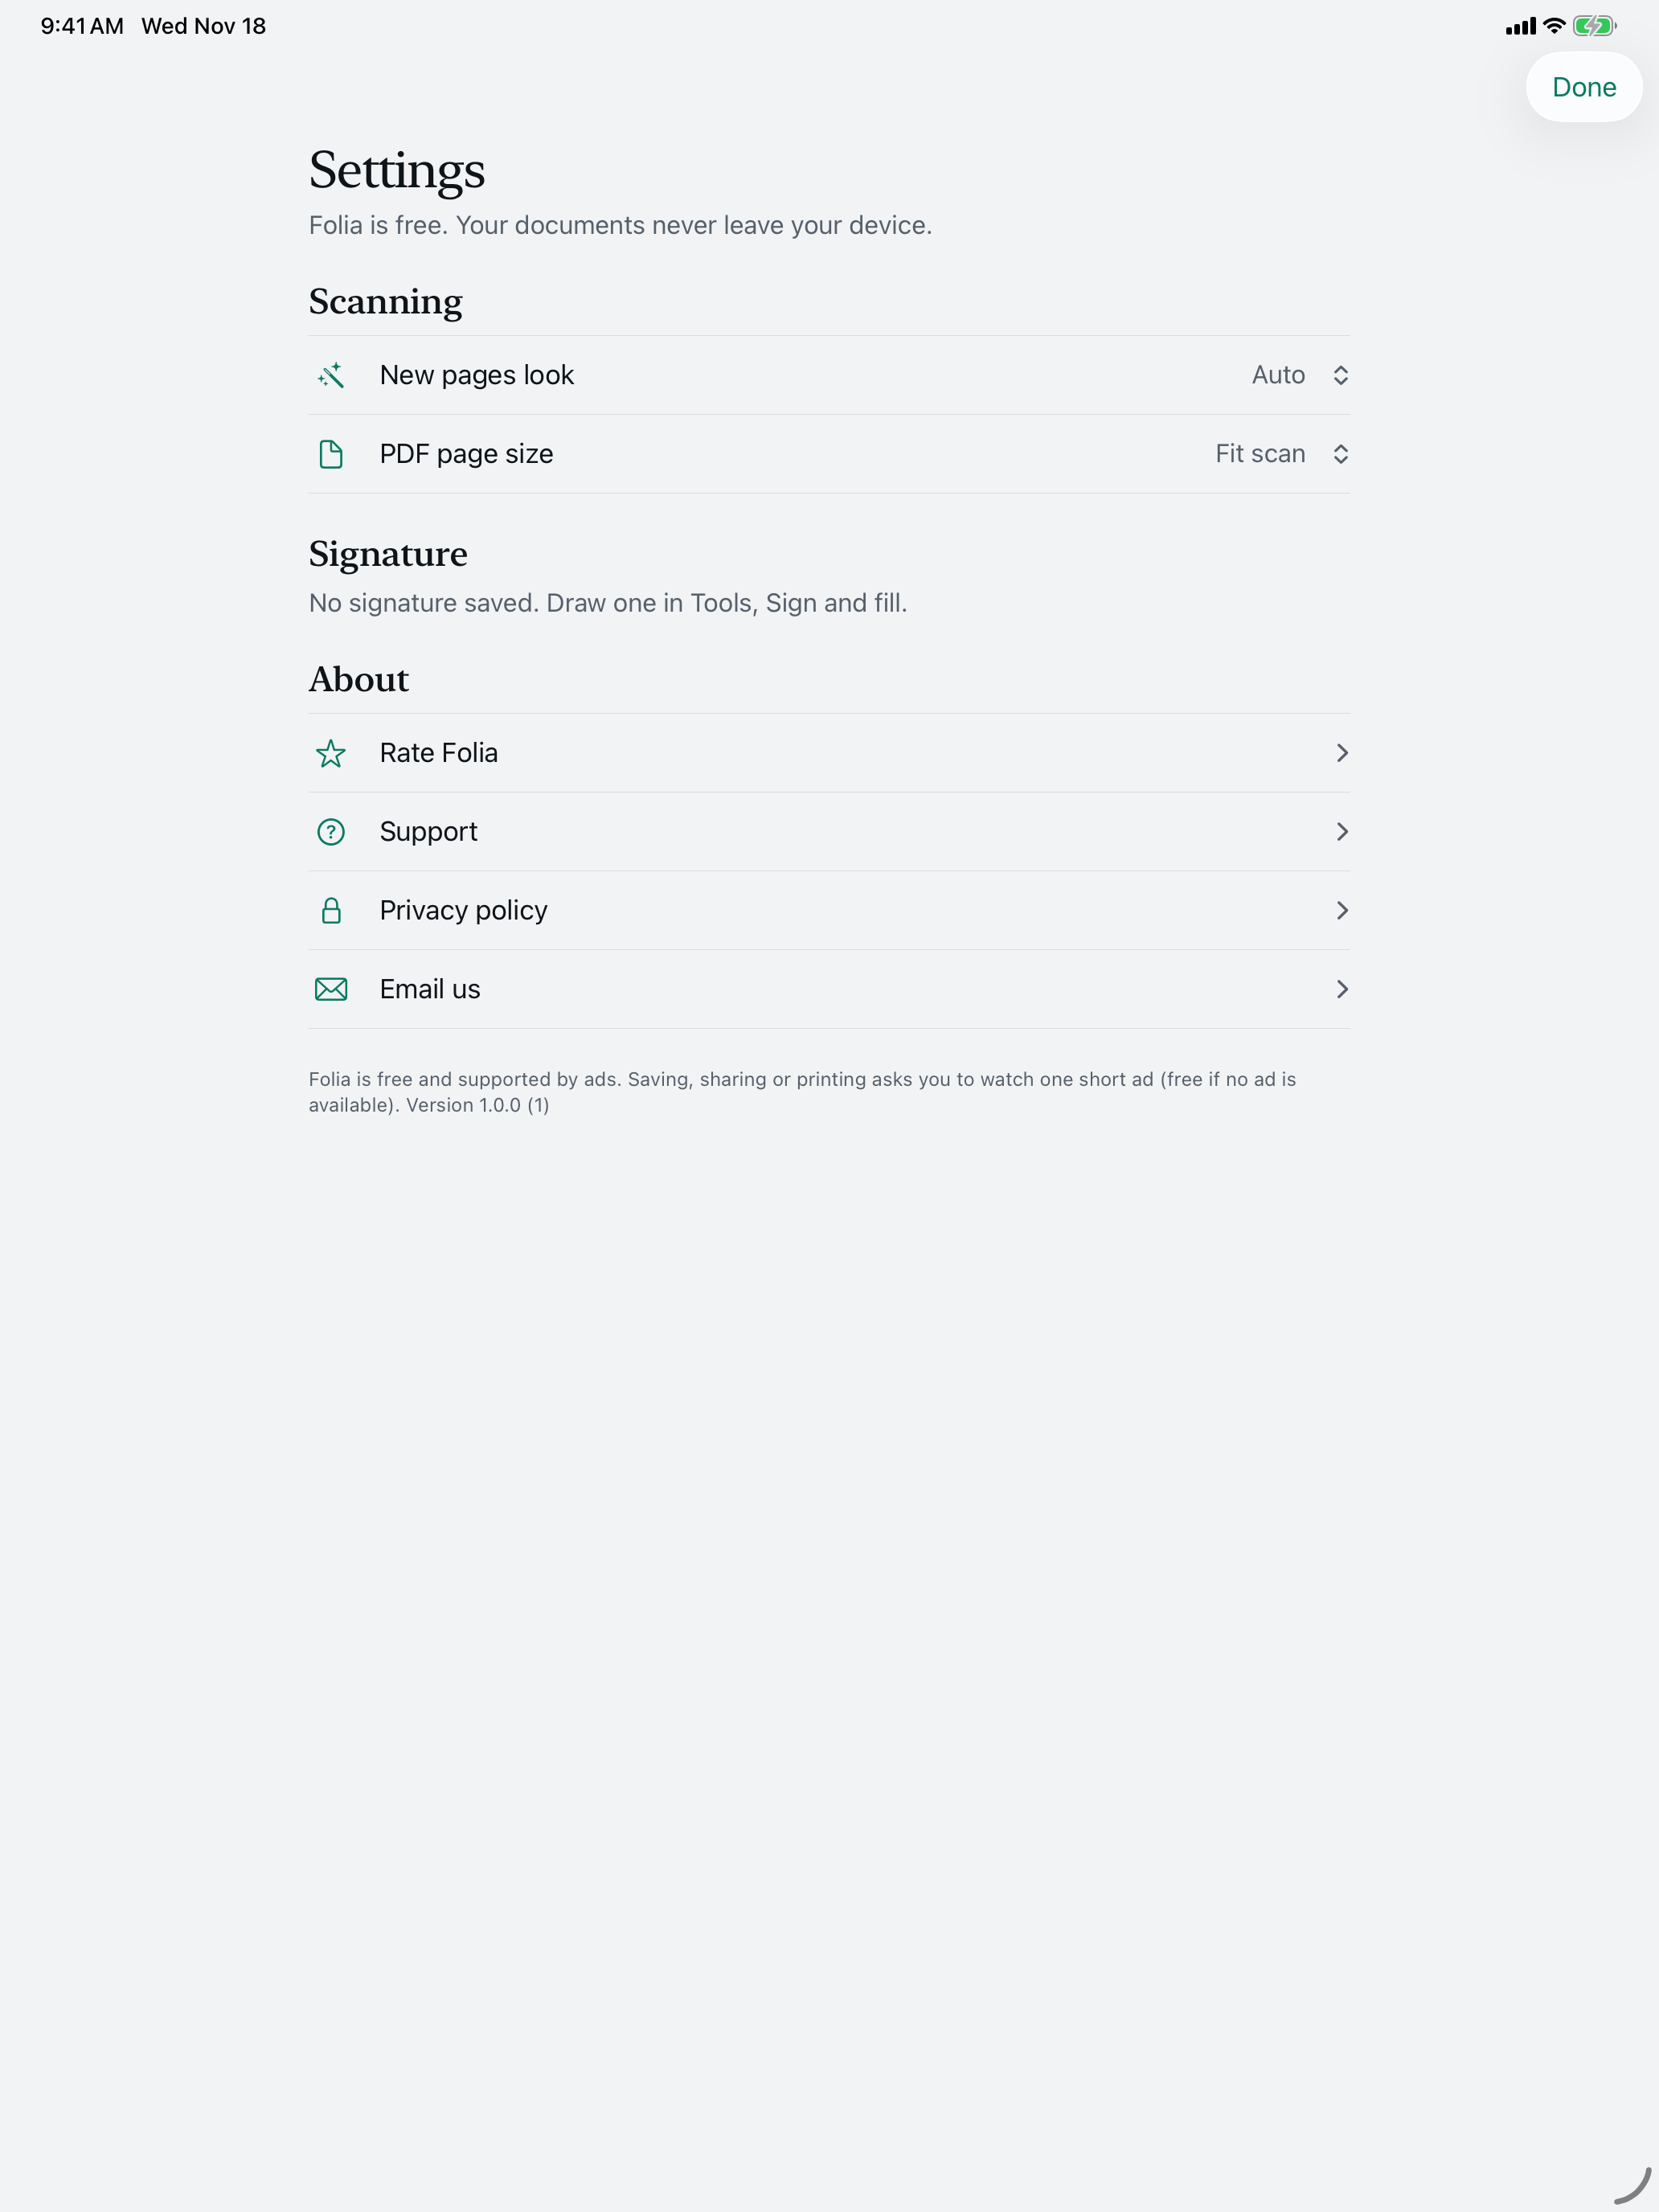 9:41 AM Wed Nov 18
Done
Settings
Folia is free. Your documents never leave your device.
Scanning
New pages look Auto
PDF page size Fit scan
Signature
No signature saved. Draw one in Tools, Sign and fill.
About
Rate Folia
Support
Privacy policy
Email us
Folia is free and supported by ads. Saving, sharing or printing asks you to watch one short ad (free if no ad is
available). Version 1.0.0 (1)